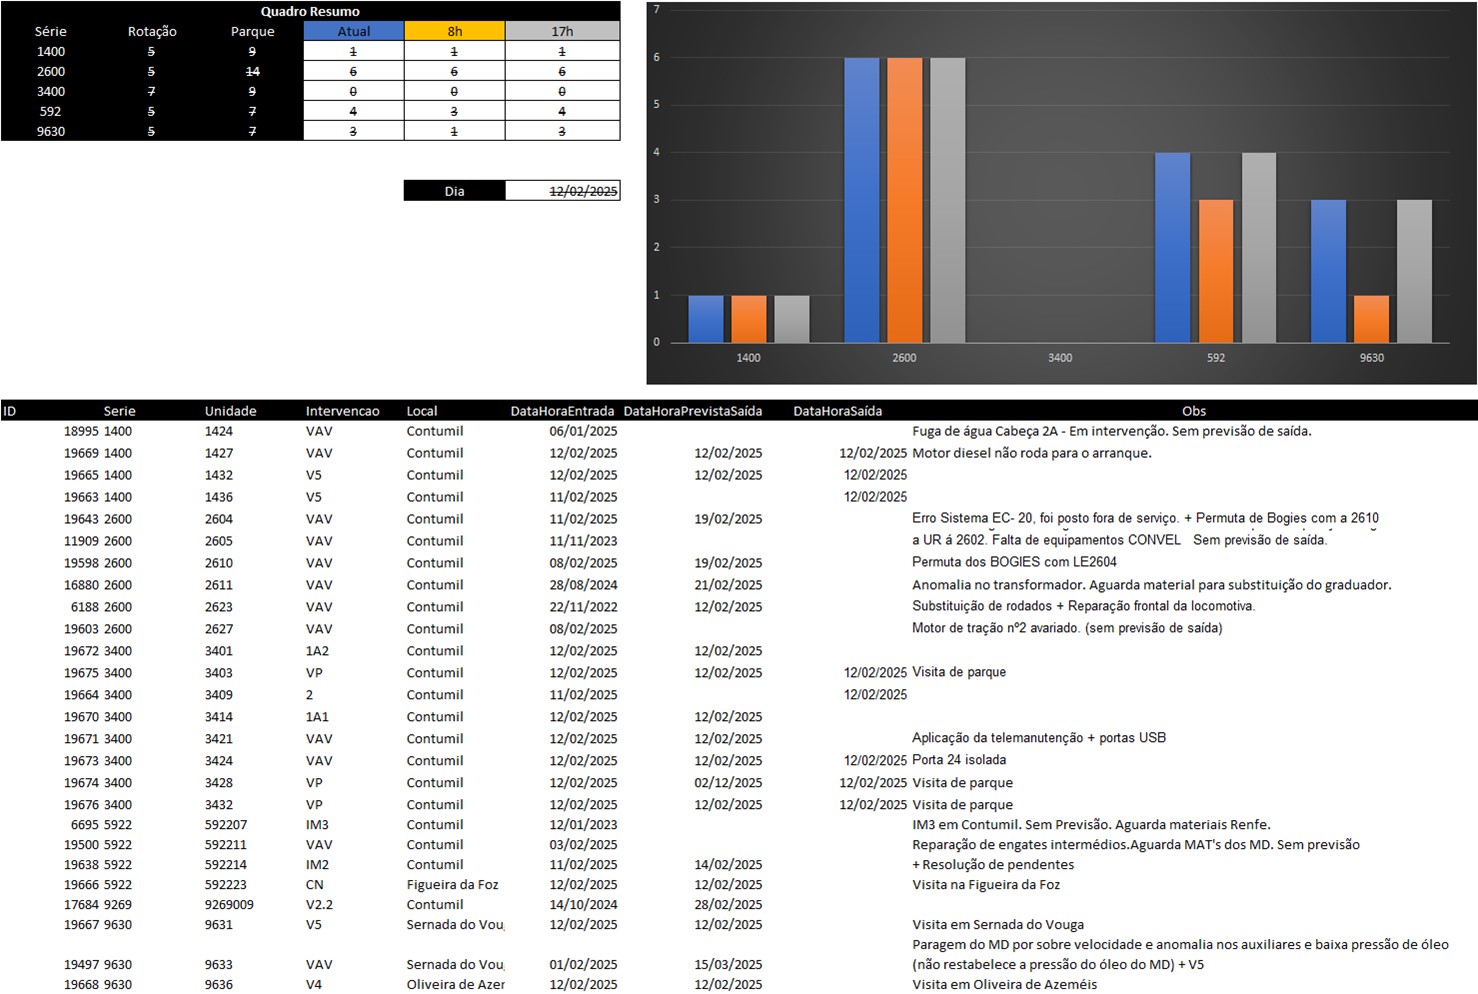 Quadro Resumo
Série Rotação Parque Atual 8h 17h
1400 5 9 1 1 1
2600 5 14 6 6 6
3400 7 9 0 0 0
592 5 7 4 3 4
9630 5 7 3 1 3
Dia 12/02/2025
7
6
5
4
3
2
1
0
1400 2600 3400 592 9630
ID Serie Unidade Intervencao Local DataHoraEntrada DataHoraPrevistaSaída DataHoraSaída Obs
18995 1400 1424 VAV Contumil 06/01/2025 Fuga de água Cabeça 2A - Em intervenção. Sem previsão de saída.
19669 1400 1427 VAV Contumil 12/02/2025 12/02/2025 12/02/2025 Motor diesel não roda para o arranque.
19665 1400 1432 V5 Contumil 12/02/2025 12/02/2025 12/02/2025
19663 1400 1436 V5 Contumil 11/02/2025 12/02/2025
19643 2600 2604 VAV Contumil 11/02/2025 19/02/2025 Erro Sistema EC- 20, foi posto fora de serviço. + Permuta de Bogies com a 2610
11909 2600 2605 VAV Contumil 11/11/2023 a UR á 2602. Falta de equipamentos CONVEL Sem previsão de saída.
19598 2600 2610 VAV Contumil 08/02/2025 19/02/2025 Permuta dos BOGIES com LE2604
16880 2600 2611 VAV Contumil 28/08/2024 21/02/2025 Anomalia no transformador. Aguarda material para substituição do graduador.
6188 2600 2623 VAV Contumil 22/11/2022 12/02/2025 Substituição de rodados + Reparação frontal da locomotiva.
19603 2600 2627 VAV Contumil 08/02/2025 Motor de tração nº2 avariado. (sem previsão de saída)
19672 3400 3401 1A2 Contumil 12/02/2025 12/02/2025
19675 3400 3403 VP Contumil 12/02/2025 12/02/2025 12/02/2025 Visita de parque
19664 3400 3409 2 Contumil 11/02/2025 12/02/2025
19670 3400 3414 1A1 Contumil 12/02/2025 12/02/2025
19671 3400 3421 VAV Contumil 12/02/2025 12/02/2025 Aplicação da telemanutenção + portas USB
19673 3400 3424 VAV Contumil 12/02/2025 12/02/2025 12/02/2025 Porta 24 isolada
19674 3400 3428 VP Contumil 12/02/2025 02/12/2025 12/02/2025 Visita de parque
19676 3400 3432 VP Contumil 12/02/2025 12/02/2025 12/02/2025 Visita de parque
6695 5922 592207 IM3 Contumil 12/01/2023 IM3 em Contumil. Sem Previsão. Aguarda materiais Renfe.
19500 5922 592211 VAV Contumil 03/02/2025 Reparação de engates intermédios.Aguarda MAT's dos MD. Sem previsão
19638 5922 592214 IM2 Contumil 11/02/2025 14/02/2025 + Resolução de pendentes
19666 5922 592223 CN Figueira da Foz 12/02/2025 12/02/2025 Visita na Figueira da Foz
17684 9269 9269009 V2.2 Contumil 14/10/2024 28/02/2025
19667 9630 9631 V5 Sernada do Vou 12/02/2025 12/02/2025 Visita em Sernada do Vouga
Paragem do MD por sobre velocidade e anomalia nos auxiliares e baixa pressão de óleo
19497 9630 9633 VAV Sernada do Vou 01/02/2025 15/03/2025 (não restabelece a pressão do óleo do MD) + V5
19668 9630 9636 V4 Oliveira de Azer 12/02/2025 12/02/2025 Visita em Oliveira de Azeméis